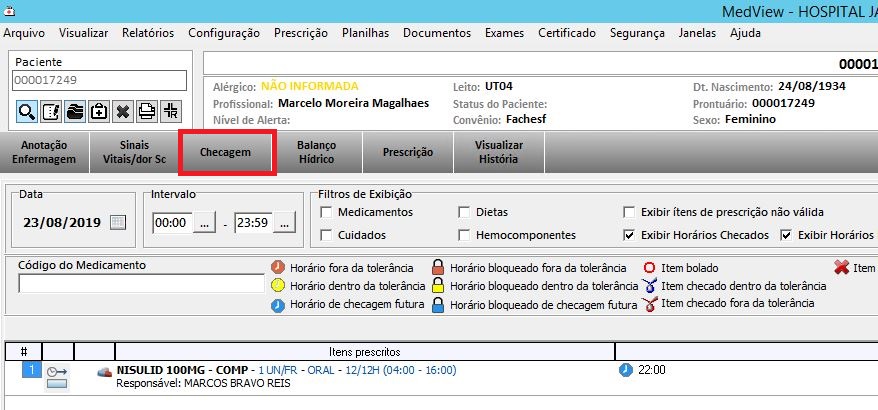 MedView - HOSPITAL JA
Arquivo Visualizar Relatórios Configuração Prescrição Planilhas Documentos Exames Certificado Segurança Janelas Ajuda
Paciente
000017249
00001
Alérgico: NÃO INFORMADA Leito: UT04 Dt. Nascimento: 24/08/1934
Profissional: Marcelo Moreira Magalhaes Status do Paciente: Prontuário: 000017249
Nível de Alerta: Convênio: Fachesf Sexo: Feminino
Anotação Enfermagem
Sinais Vitais/dor Sc
Checagem
Balanço Hídrico
Prescrição
Visualizar História
Data Intervalo Filtros de Exibição
23/08/2019 00:00 ... - 23:59 ...
Medicamentos Dietas Exibir ítens de prescrição não válida
Cuidados Hemocomponentes Exibir Horários Checados Exibir Horários
Código do Medicamento
Horário fora da tolerância Horário bloqueado fora da tolerância Item bolado Item
Horário dentro da tolerância Horário bloqueado dentro da tolerância Item checado dentro da tolerância
Horário de checagem futura Horário bloqueado de checagem futura Item checado fora da tolerância
# Itens prescritos
1 NISULID 100MG - COMP - 1 UN/FR - ORAL - 12/12H (04:00 - 16:00) 22:00
Responsável: MARCOS BRAVO REIS